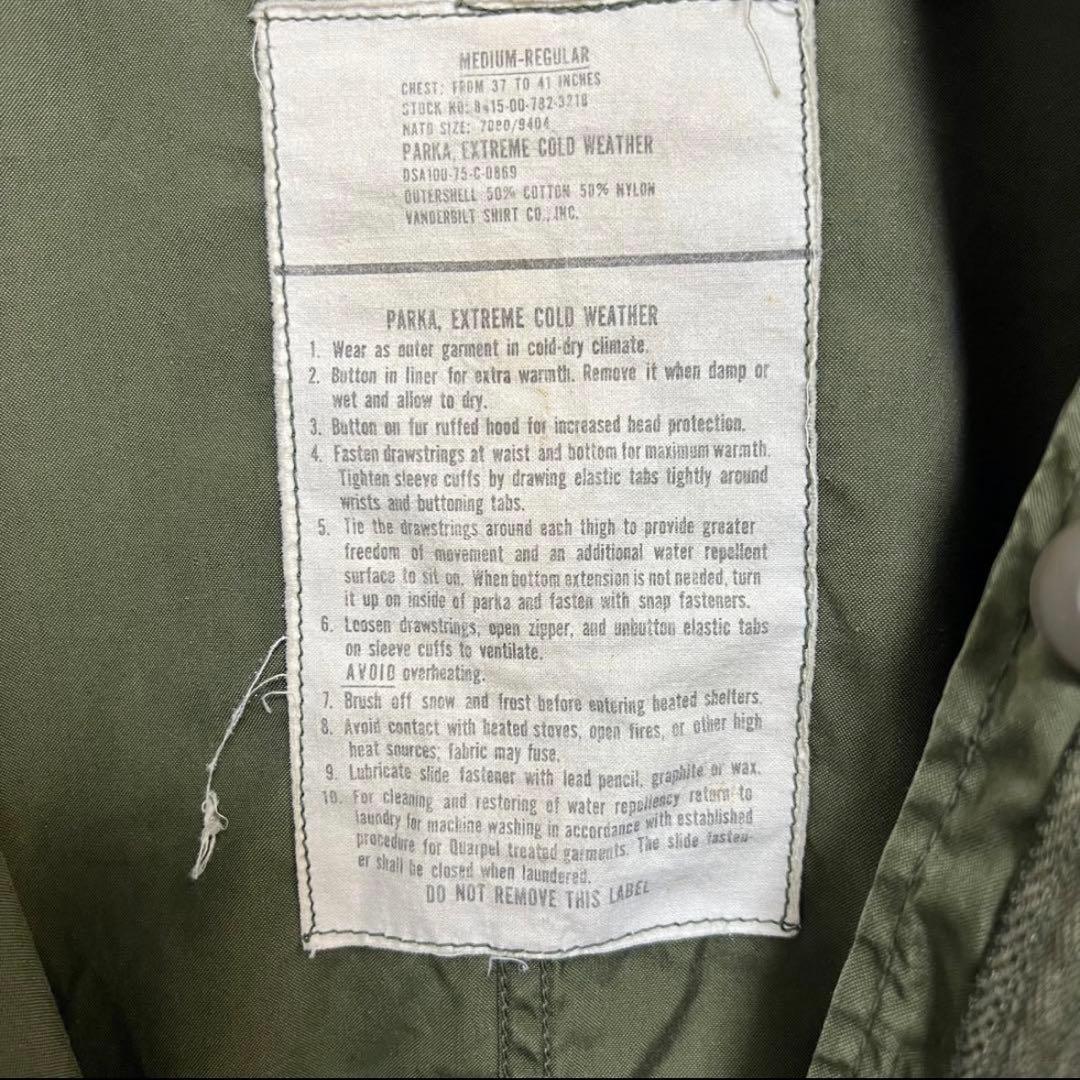 MEDIUM-REGULAR
CHEST: FROM 37 TO 41 INCHES
STOCK NO: 8415-00-782-3218
NATO SIZE: 7080/9404
PARKA, EXTREME COLD WEATHER
DSA100-75-C-0869
OUTERSHELL 50% COTTON 50% NYLON
VANDERBILT SHIRT CO., INC.
PARKA, EXTREME COLD WEATHER
1. Wear as outer garment in cold-dry climate.
2. Button in liner for extra warmth. Remove it when damp or
wet and allow to dry.
3. Button on fur ruffed hood for increased head protection.
4. Fasten drawstrings at waist and bottom for maximum warmth.
Tighten sleeve cuffs by drawing elastic tabs tightly around
wrists and buttoning tabs.
5. Tie the drawstrings around each thigh to provide greater
freedom of movement and an additional water repellent
surface to sit on. When bottom extension is not needed, turn
it up on inside of parka and fasten with snap fasteners.
6. Loosen drawstrings, open zipper, and unbutton elastic tabs
on sleeve cuffs to ventilate.
AVOID overheating.
7. Brush off snow and frost before entering heated shelters.
8. Avoid contact with heated stoves, open fires, or other high
heat sources; fabric may fuse.
9. Lubricate slide fastener with lead pencil, graphite or wax.
10. For cleaning and restoring of water repellency return to
laundry for machine washing in accordance with established
procedure for Quarpel treated garments. The slide fasten-
er shall be closed when laundered.
DO NOT REMOVE THIS LABEL